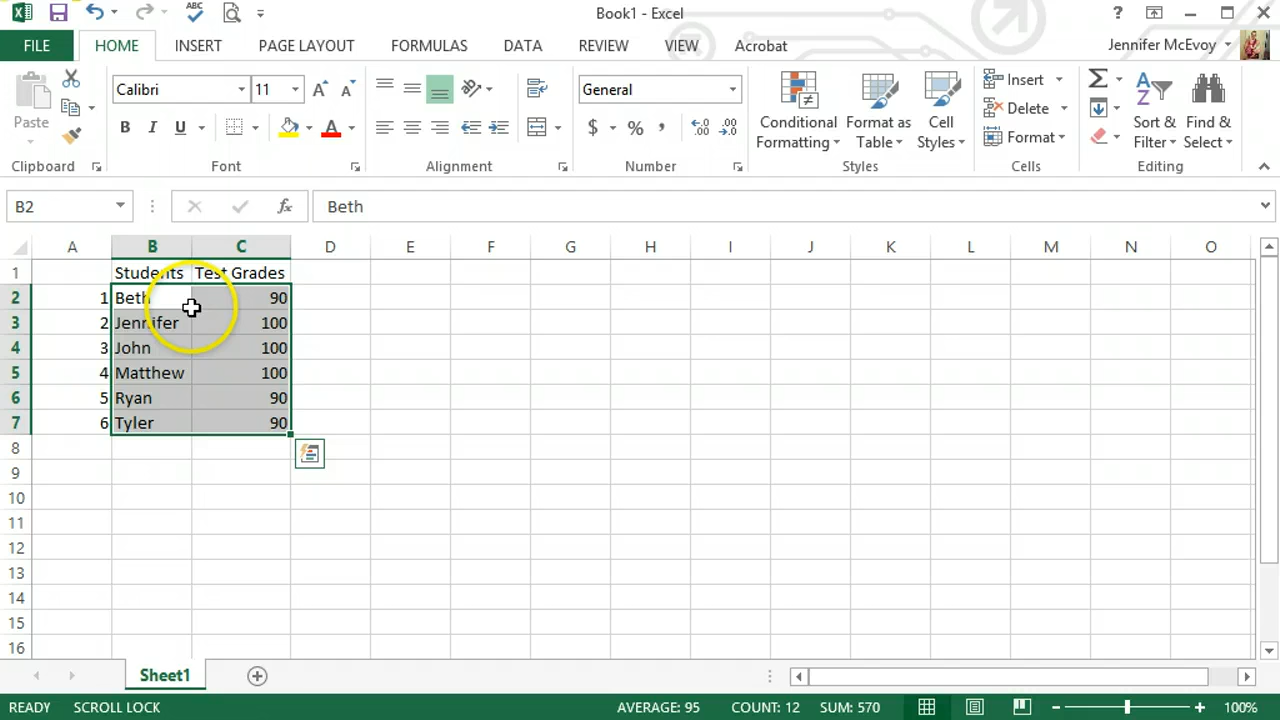 ABC
Book1 - Excel
?
FILE
HOME
INSERT
PAGE LAYOUT
FORMULAS
DATA
REVIEW
VIEW
Acrobat
Jennifer McEvoy
Paste
Clipboard
Calibri
11
B I U
A
Font
Alignment
General
$ % ,
Number
Conditional Formatting
Format as Table
Cell Styles
Styles
Insert
Delete
Format
Cells
Sort & Filter
Find & Select
Editing
B2
fx
Beth
A B C D E F G H I J K L M N O
1 Students Test Grades
2 1 Beth 90
3 2 Jennifer 100
4 3 John 100
5 4 Matthew 100
6 5 Ryan 90
7 6 Tyler 90
8
9
10
11
12
13
14
15
16
Sheet1
READY SCROLL LOCK AVERAGE: 95 COUNT: 12 SUM: 570 100%